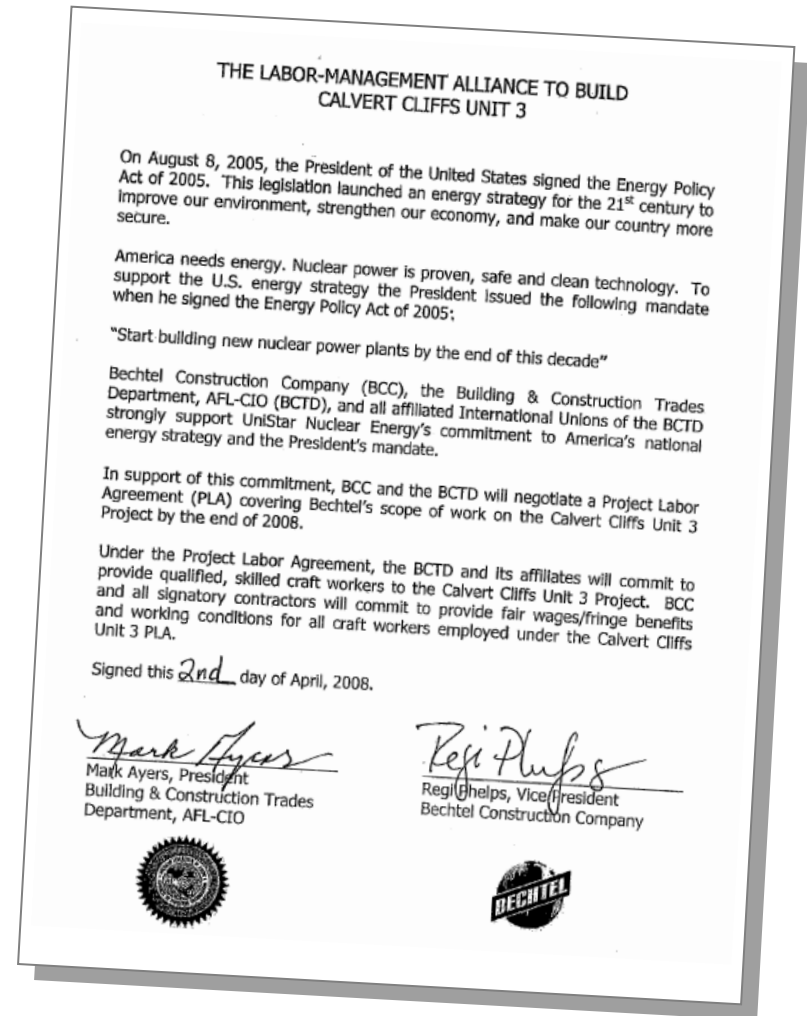 THE LABOR-MANAGEMENT ALLIANCE TO BUILD
CALVERT CLIFFS UNIT 3
On August 8, 2005, the President of the United States signed the Energy Policy
Act of 2005. This legislation launched an energy strategy for the 21st century to
improve our environment, strengthen our economy, and make our country more
secure.
America needs energy. Nuclear power is proven, safe and clean technology. To
support the U.S. energy strategy the President issued the following mandate
when he signed the Energy Policy Act of 2005:
"Start building new nuclear power plants by the end of this decade"
Bechtel Construction Company (BCC), the Building & Construction Trades
Department, AFL-CIO (BCTD), and all affiliated International Unions of the BCTD
strongly support UniStar Nuclear Energy's commitment to America's national
energy strategy and the President's mandate.
In support of this commitment, BCC and the BCTD will negotiate a Project Labor
Agreement (PLA) covering Bechtel's scope of work on the Calvert Cliffs Unit 3
Project by the end of 2008.
Under the Project Labor Agreement, the BCTD and its affiliates will commit to
provide qualified, skilled craft workers to the Calvert Cliffs Unit 3 Project. BCC
and all signatory contractors will commit to provide fair wages/fringe benefits
and working conditions for all craft workers employed under the Calvert Cliffs
Unit 3 PLA.
Signed this 2nd day of April, 2008.
Mark Ayers
Mark Ayers, President
Building & Construction Trades
Department, AFL-CIO
Regi Phelps
Regi Phelps, Vice President
Bechtel Construction Company
BECHTEL